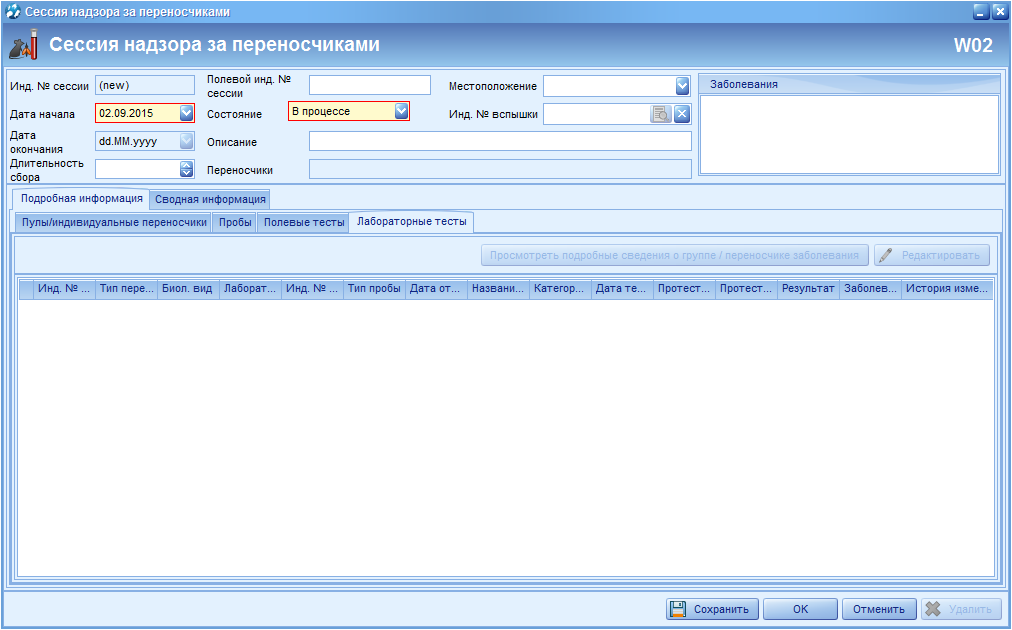 Сессия надзора за переносчиками
Сессия надзора за переносчиками
W02
Инд. № сессии
(new)
Полевой инд. №
сессии
Местоположение
Заболевания
Дата начала
02.09.2015
Состояние
В процессе
Инд. № вспышки
Дата
окончания
dd.MM.yyyy
Описание
Длительность
сбора
Переносчики
Подробная информация
Сводная информация
Пулы/индивидуальные переносчики
Пробы
Полевые тесты
Лабораторные тесты
Просмотреть подробные сведения о группе / переносчике заболевания
Редактировать
Инд. № ... Тип пере... Биол. вид Лаборат... Инд. № ... Тип пробы Дата от... Названи... Категор... Дата те... Протест... Протест... Результат Заболев... История изме...
Сохранить
ОК
Отменить
Удалить